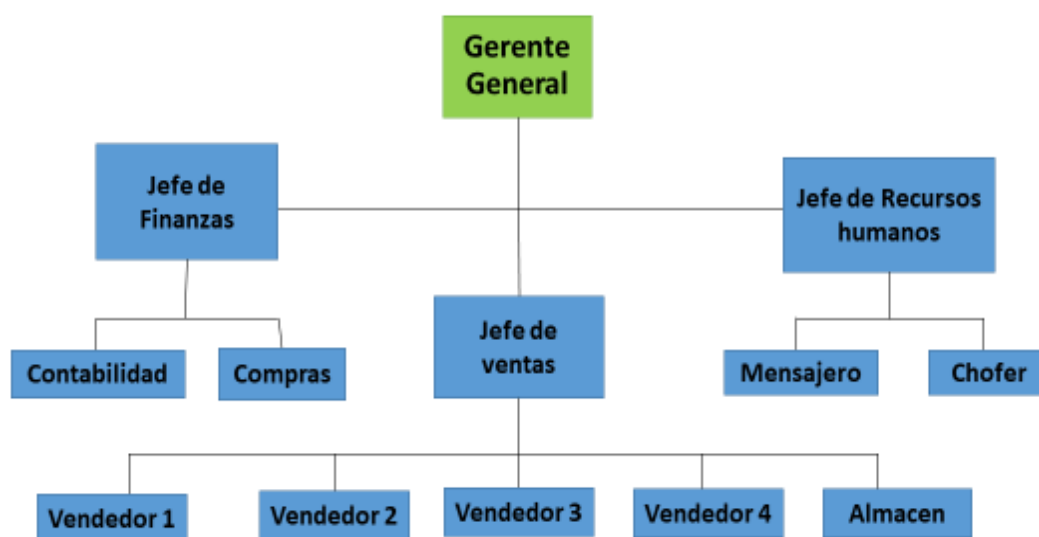 Gerente
General
Jefe de
Finanzas
Jefe de Recursos
humanos
Jefe de
ventas
Contabilidad
Compras
Mensajero
Chofer
Vendedor 1
Vendedor 2
Vendedor 3
Vendedor 4
Almacen